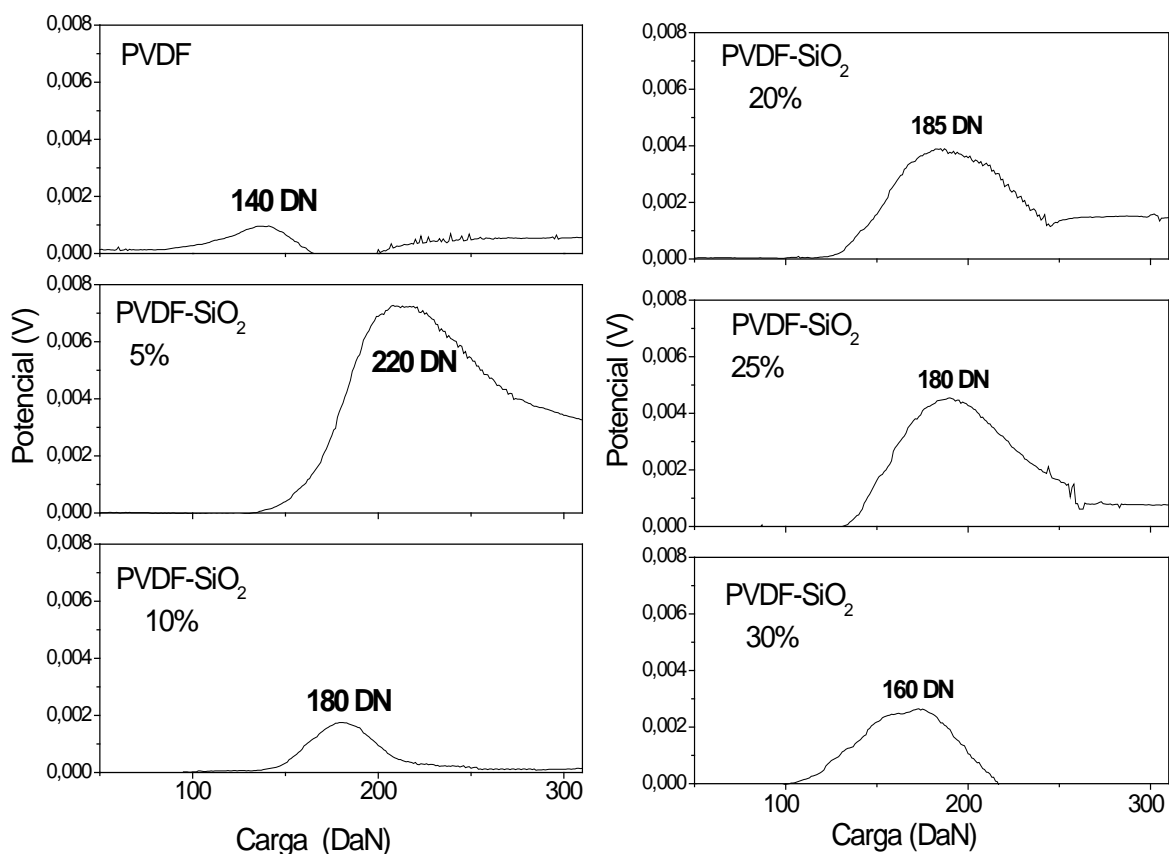 0,008
PVDF
0,006
0,004
0,002
140 DN
0,000
0,008
PVDF-SiO₂
5%
0,006
220 DN
0,004
0,002
0,000
0,008
PVDF-SiO₂
10%
0,006
0,004
180 DN
0,002
0,000
100 200 300
Carga (DaN)
Potencial (V)
0,008
PVDF-SiO₂
20%
0,006
185 DN
0,004
0,002
0,000
0,008
PVDF-SiO₂
25%
0,006
180 DN
0,004
0,002
0,000
0,008
PVDF-SiO₂
30%
0,006
0,004
160 DN
0,002
0,000
100 200 300
Carga (DaN)
Potencial (V)